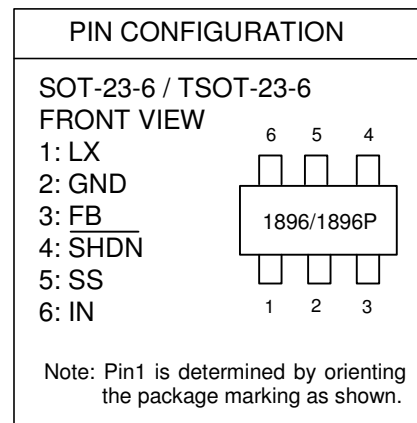 PIN CONFIGURATION
SOT-23-6 / TSOT-23-6
FRONT VIEW
1: LX
2: GND
3: FB
4: SHDN
5: SS
6: IN
6 5 4
1896/1896P
1 2 3
Note: Pin1 is determined by orienting
the package marking as shown.